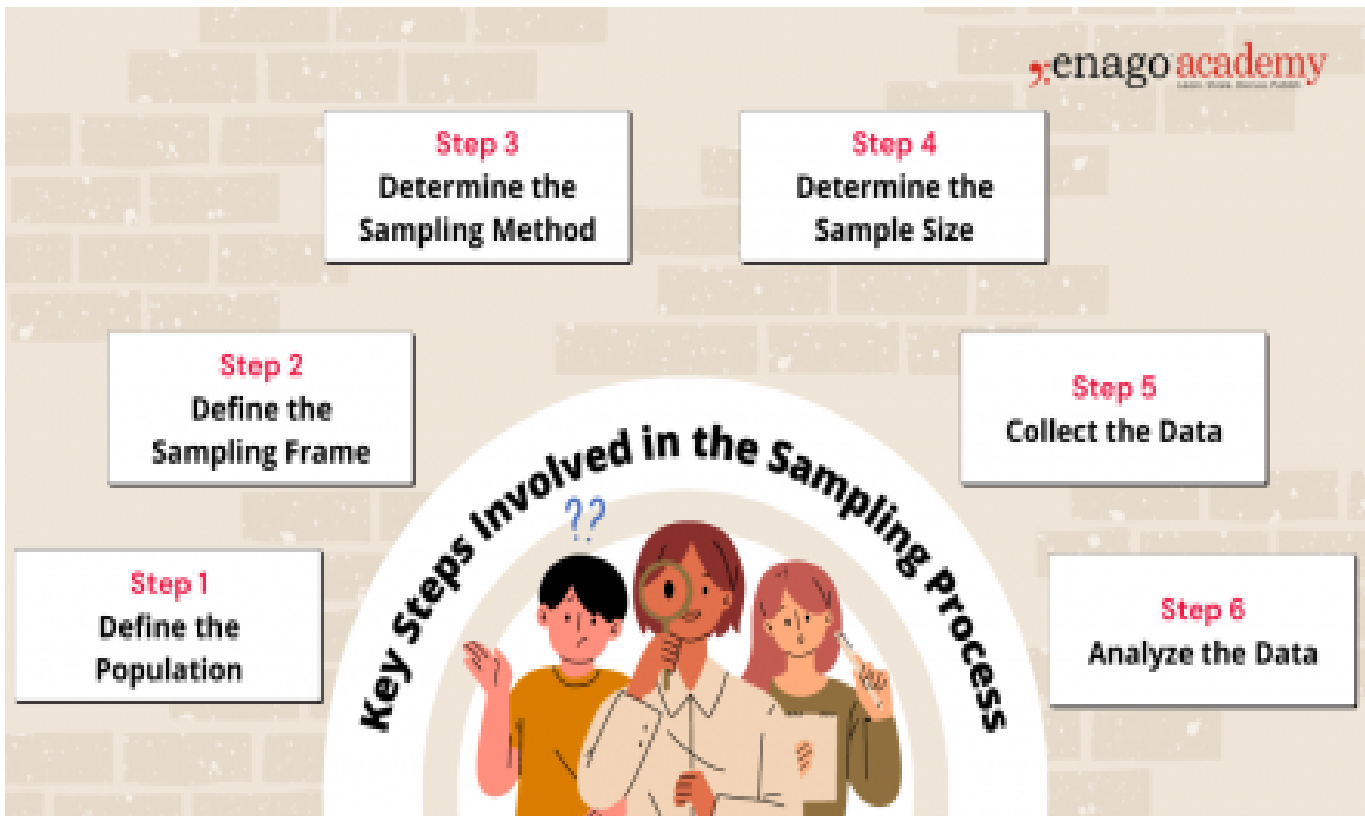 enago academy
Step 3
Determine the
Sampling Method
Step 4
Determine the
Sample Size
Step 2
Define the
Sampling Frame
Step 5
Collect the Data
Key Steps Involved in the Sampling Process
??
Step 1
Define the
Population
Step 6
Analyze the Data